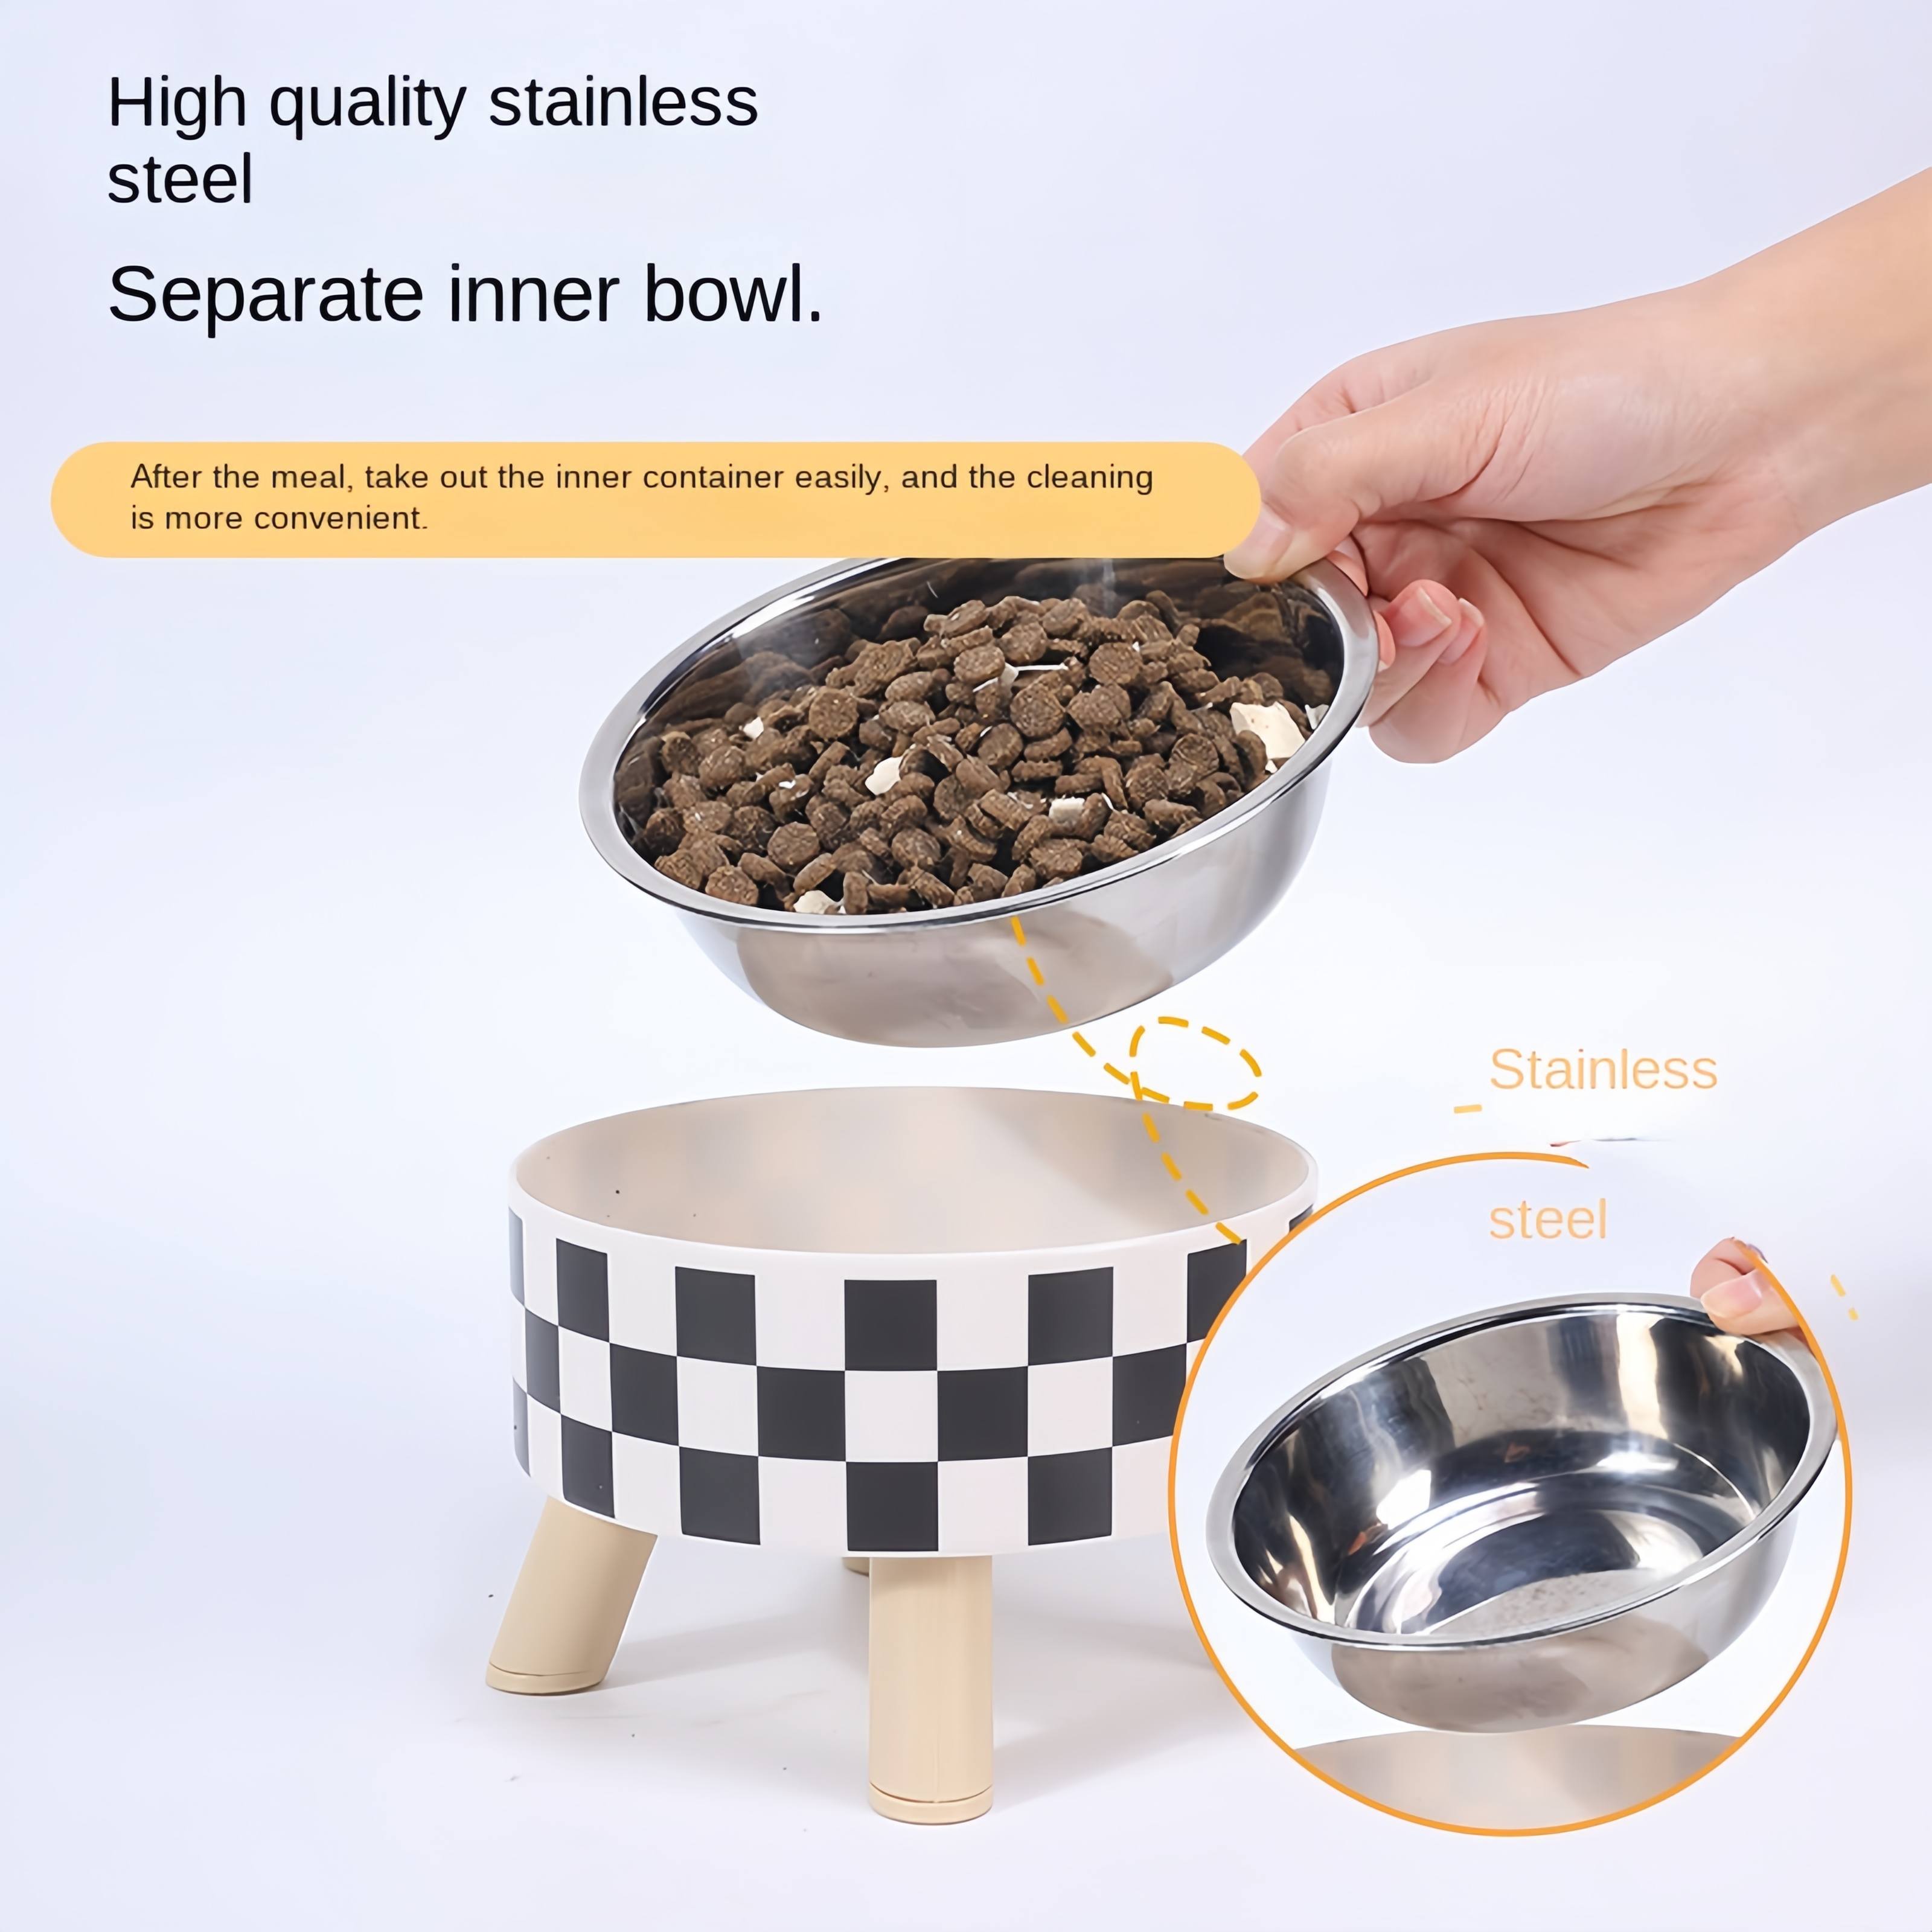 High quality stainless
steel
Separate inner bowl.
After the meal, take out the inner container easily, and the cleaning
is more convenient.
Stainless
steel